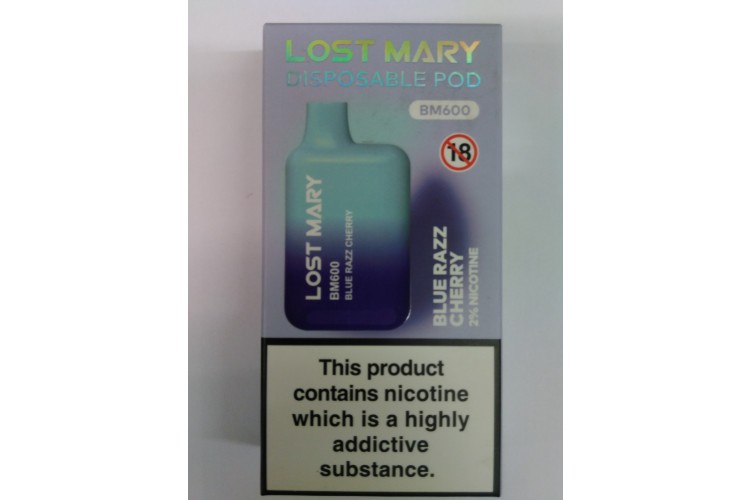 LOST MARY
DISPOSABLE POD
BM600
18
LOST MARY
BM600
BLUE RAZZ CHERRY
BLUE RAZZ
CHERRY
2% NICOTINE
This product
contains nicotine
which is a highly
addictive
substance.